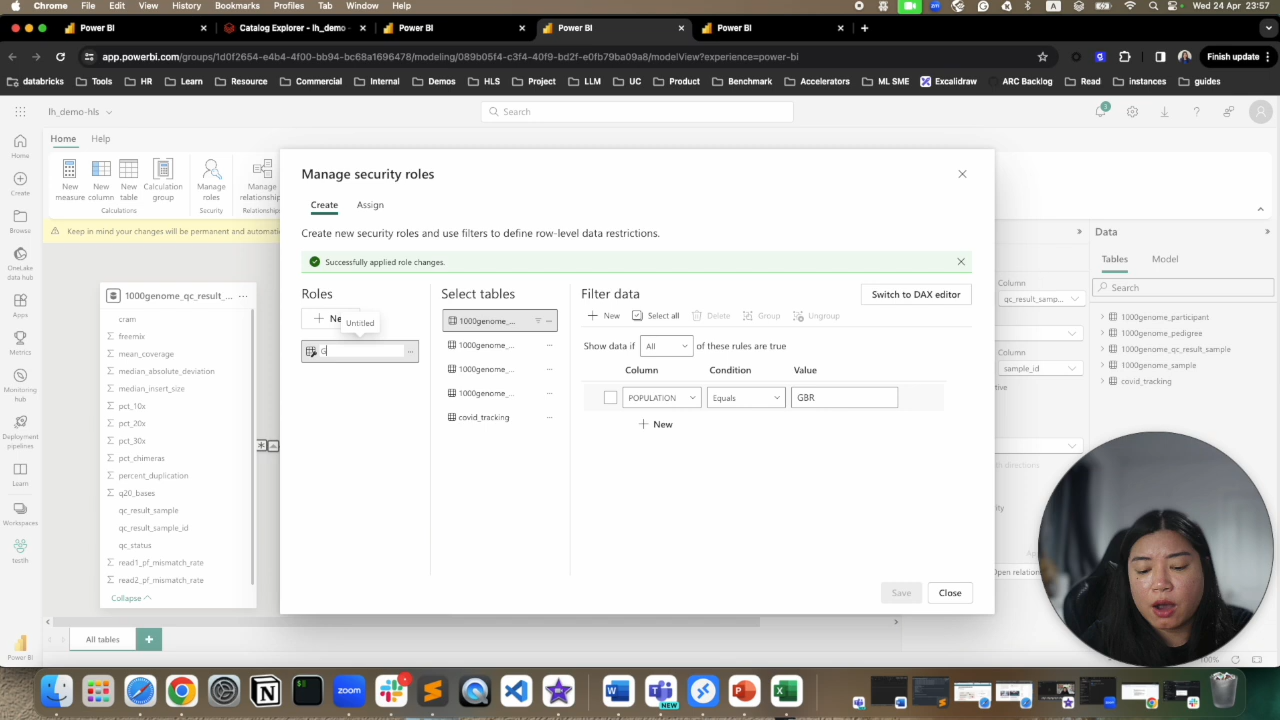 Chrome File Edit View History Bookmarks Profiles Tab Window Help
A
Wed 24 Apr 23:57
Power BI
Catalog Explorer - lh_demo
Power BI
Power BI
Power BI
app.powerbi.com/groups/1d0f2654-e4b4-4f00-bb94-bc68a1696478/modeling/089b05f4-c3f4-40f9-bd2f-e0fb79ba09a8/modelView?experience=power-bi
Finish update
databricks Tools HR Learn Resource Commercial Internal Demos HLS Project LLM UC Product Benchmark Accelerators ML SME Excalidraw ARC Backlog Read instances guides
lh_demo-hls
Search
1
Home Help
Home
Create
Browse
OneLake
data hub
Apps
Metrics
Monitoring
hub
Deployment
pipelines
Learn
Workspaces
teeth
Power BI
New
measure
New
column
New
table
Calculation
group
Manage
roles
Manage
relationships
Calculations Security Relationships
Keep in mind your changes will be permanent and automati
1000genome_qc_result_... ...
cram
freemix
mean_coverage
median_absolute_deviation
median_insert_size
pct_10x
pct_20x
pct_30x
pct_chimeras
percent_duplication
q20_bases
qc_result_sample
qc_result_sample_id
qc_status
read1_pf_mismatch_rate
read2_pf_mismatch_rate
Collapse
All tables
Manage security roles
Create Assign
Create new security roles and use filters to define row-level data restrictions.
Successfully applied role changes.
Roles
New
Untitled
G
Select tables
1000genome_...
1000genome_...
1000genome_...
1000genome_...
covid_tracking
Filter data
Switch to DAX editor
New Select all Delete Group Ungroup
Show data if All of these rules are true
Column Condition Value
POPULATION Equals GBR
New
Save Close
Column
qc_result_samp...
Column
sample_id
Open relations
Data
Tables Model
Search
1000genome_participant
1000genome_pedigree
1000genome_qc_result_sample
1000genome_sample
covid_tracking
100%
zoom
NEW